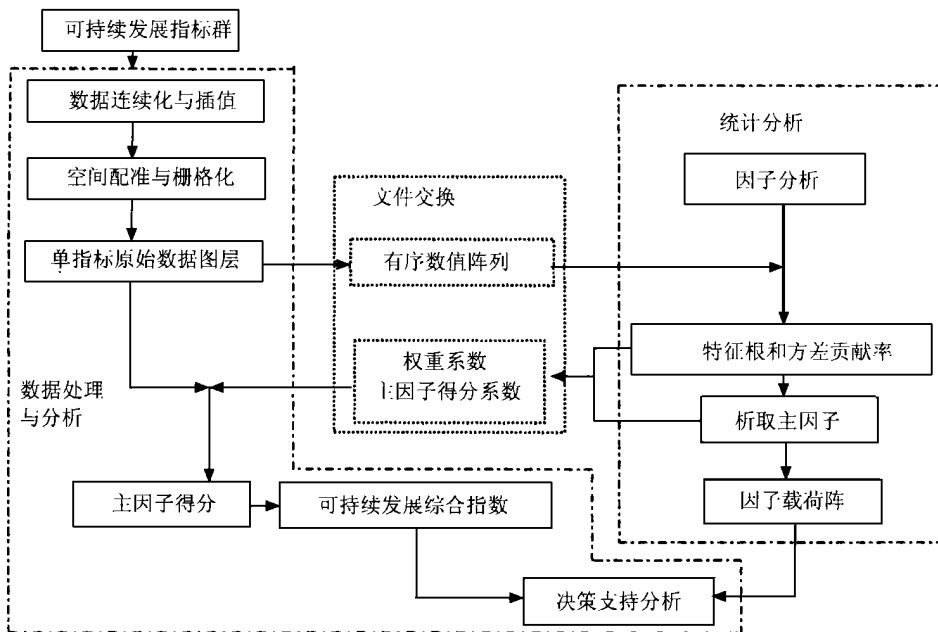 可持续发展指标群
数据连续化与插值
空间配准与栅格化
单指标原始数据图层
数据处理
与分析
主因子得分
可持续发展综合指数
文件交换
有序数值阵列
权重系数
主因子得分系数
统计分析
因子分析
特征根和方差贡献率
析取主因子
因子载荷阵
决策支持分析